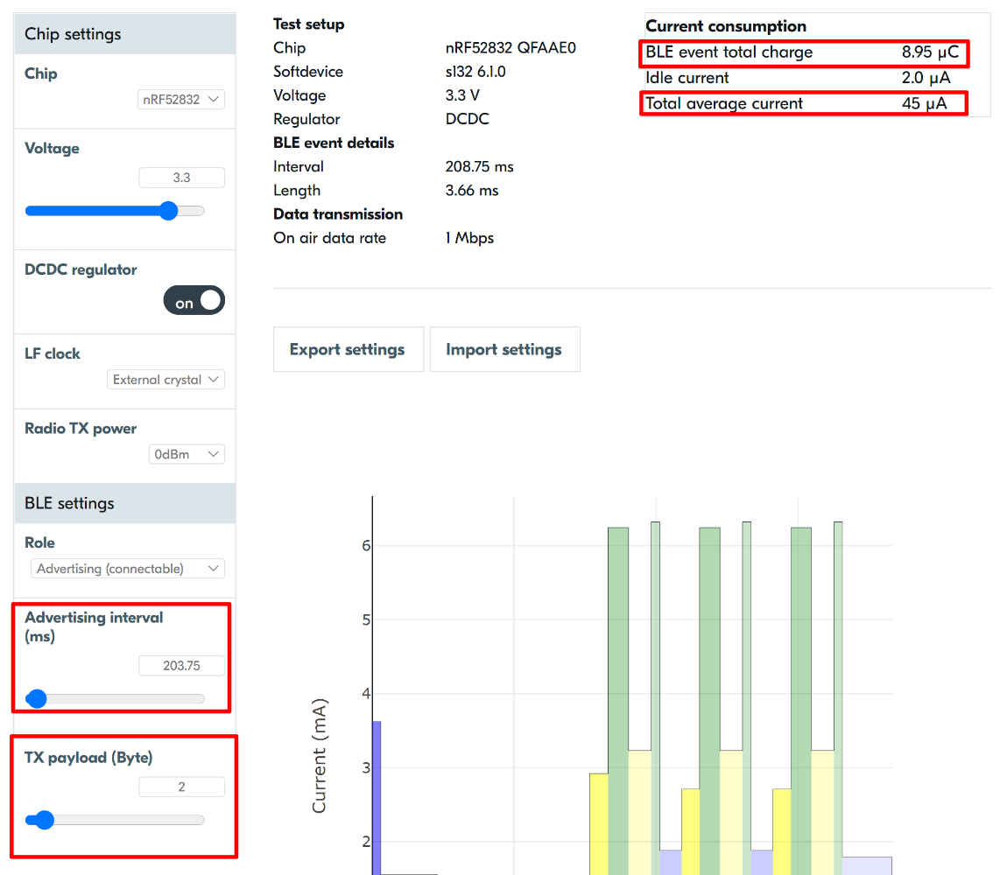 Chip settings
Chip
nRF52832
Voltage
3.3
DCDC regulator
on
LF clock
External crystal
Radio TX power
0dBm
BLE settings
Role
Advertising (connectable)
Advertising interval
(ms)
203.75
TX payload (Byte)
2
Test setup
Chip nRF52832 QFAAE0
Softdevice s132 6.1.0
Voltage 3.3 V
Regulator DCDC
BLE event details
Interval 208.75 ms
Length 3.66 ms
Data transmission
On air data rate 1 Mbps
Current consumption
BLE event total charge 8.95 µC
Idle current 2.0 µA
Total average current 45 µA
Export settings Import settings
6
5
4
3
2
Current (mA)